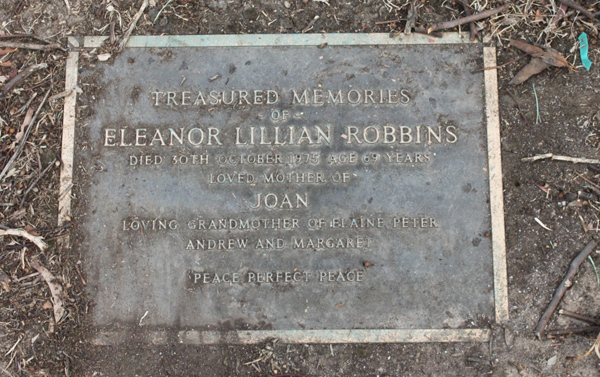 TREASURED MEMORIES
OF
ELEANOR LILLIAN ROBBINS
DIED 30TH OCTOBER 1975 AGE 69 YEARS
LOVED MOTHER OF
JOAN
LOVING GRANDMOTHER OF ELAINE PETER
ANDREW AND MARGARET
"PEACE PERFECT PEACE"